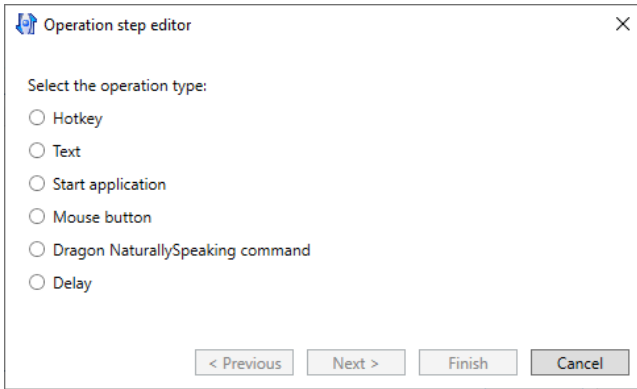 Operation step editor
Select the operation type:
Hotkey
Text
Start application
Mouse button
Dragon NaturallySpeaking command
Delay
< Previous Next > Finish Cancel